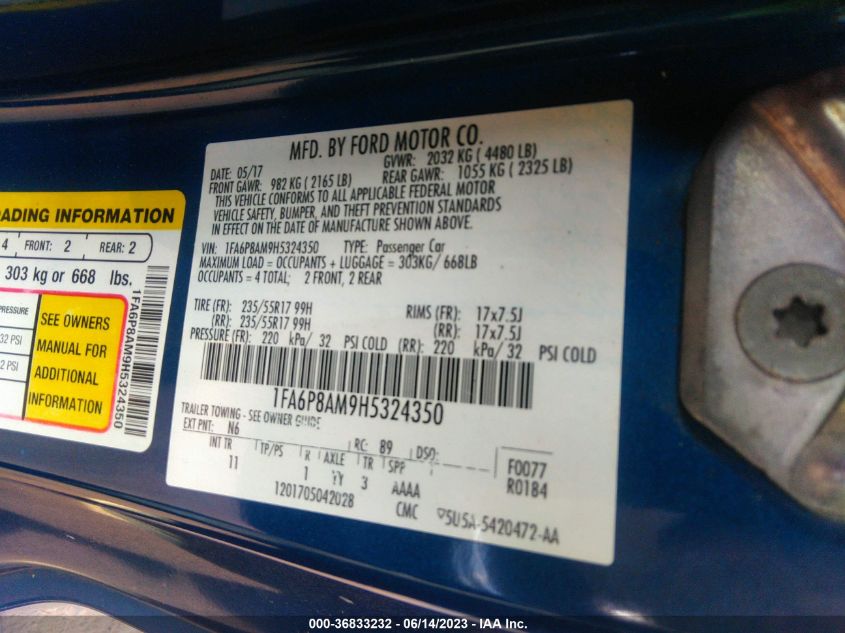 MFD. BY FORD MOTOR CO.
DATE: 05/17 GVWR: 2032 KG ( 4480 LB)
FRONT GAWR: 982 KG ( 2165 LB) REAR GAWR: 1055 KG ( 2325 LB)
THIS VEHICLE CONFORMS TO ALL APPLICABLE FEDERAL MOTOR
VEHICLE SAFETY, BUMPER, AND THEFT PREVENTION STANDARDS
IN EFFECT ON THE DATE OF MANUFACTURE SHOWN ABOVE.
VIN: 1FA6P8AM9H5324350 TYPE: Passenger Car
MAXIMUM LOAD = OCCUPANTS + LUGGAGE = 303KG/ 668LB
OCCUPANTS = 4 TOTAL; 2 FRONT, 2 REAR
TIRE (FR): 235/55R17 99H RIMS (FR): 17x7.5J
(RR): 235/55R17 99H (RR): 17x7.5J
PRESSURE (FR): 220 kPa/ 32 PSI COLD (RR): 220 kPa/ 32 PSI COLD
1FA6P8AM9H5324350
TRAILER TOWING - SEE OWNER GUIDE
EXT PNT: N6 RC: 89 DSO: F0077
INT TR TP/PS R AXLE TR SPP R0184
11 1 YY 3 AAAA
1201705042028 CMC 5U5A-5420472-AA
ADING INFORMATION
4 FRONT: 2 REAR: 2
303 kg or 668 lbs.
PRESSURE
32 PSI
2 PSI
SEE OWNERS
MANUAL FOR
ADDITIONAL
INFORMATION
1FA6P8AM9H5324350
000-36833232 - 06/14/2023 - IAA Inc.